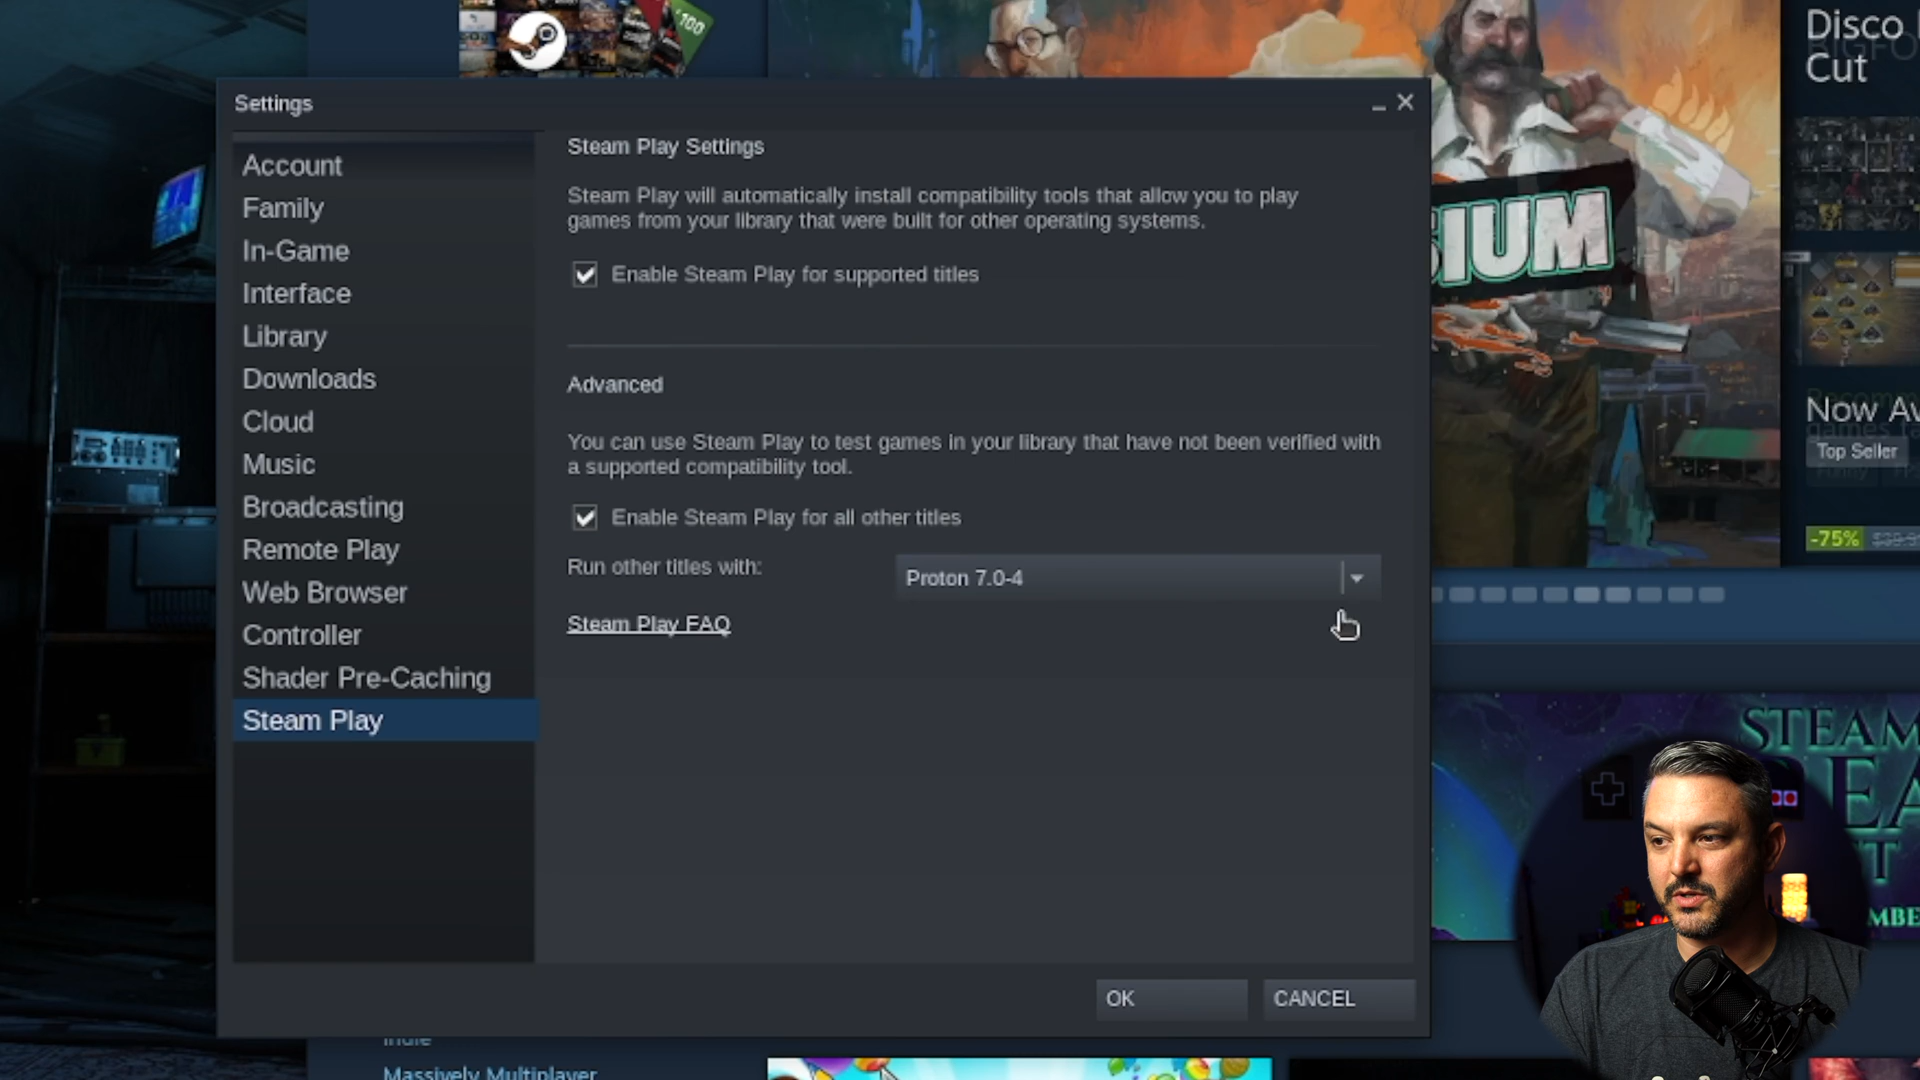 100
Disco
Cut
Settings
Account
Family
In-Game
Interface
Library
Downloads
Cloud
Music
Broadcasting
Remote Play
Web Browser
Controller
Shader Pre-Caching
Steam Play
Steam Play Settings
Steam Play will automatically install compatibility tools that allow you to play
games from your library that were built for other operating systems.
Enable Steam Play for supported titles
Advanced
You can use Steam Play to test games in your library that have not been verified with
a supported compatibility tool.
Enable Steam Play for all other titles
Run other titles with:
Proton 7.0-4
Steam Play FAQ
OK
CANCEL
SIUM
Now Av
Top Seller
-75%
STEAM
Indie
Massively Multiplayer